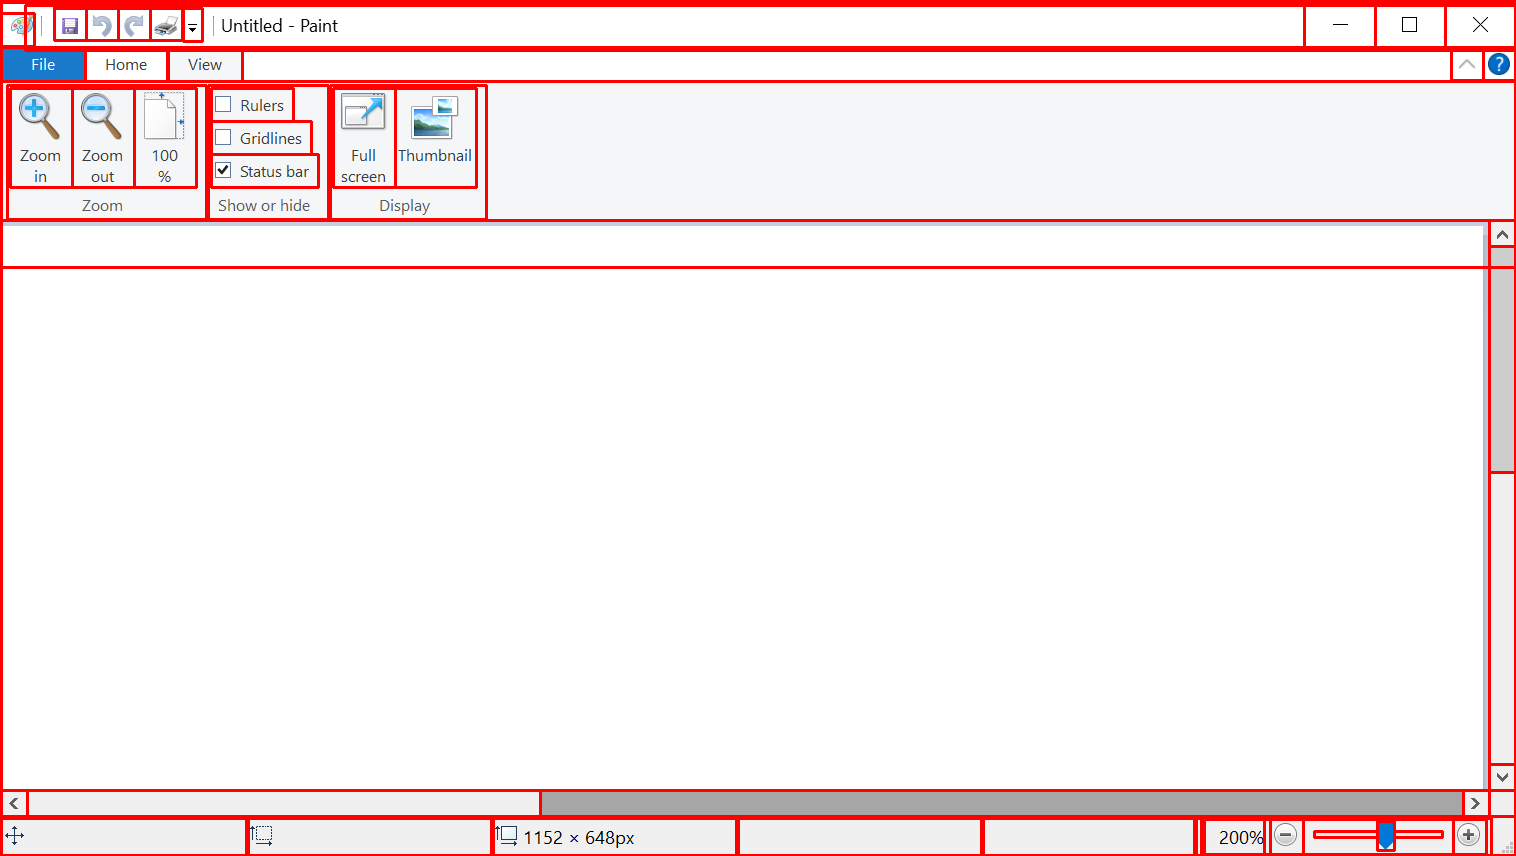 Untitled - Paint
File Home View ?
Zoom in
Zoom out
100 %
Zoom
Rulers
Gridlines
Status bar
Show or hide
Full screen
Thumbnail
Display
1152 × 648px
200%